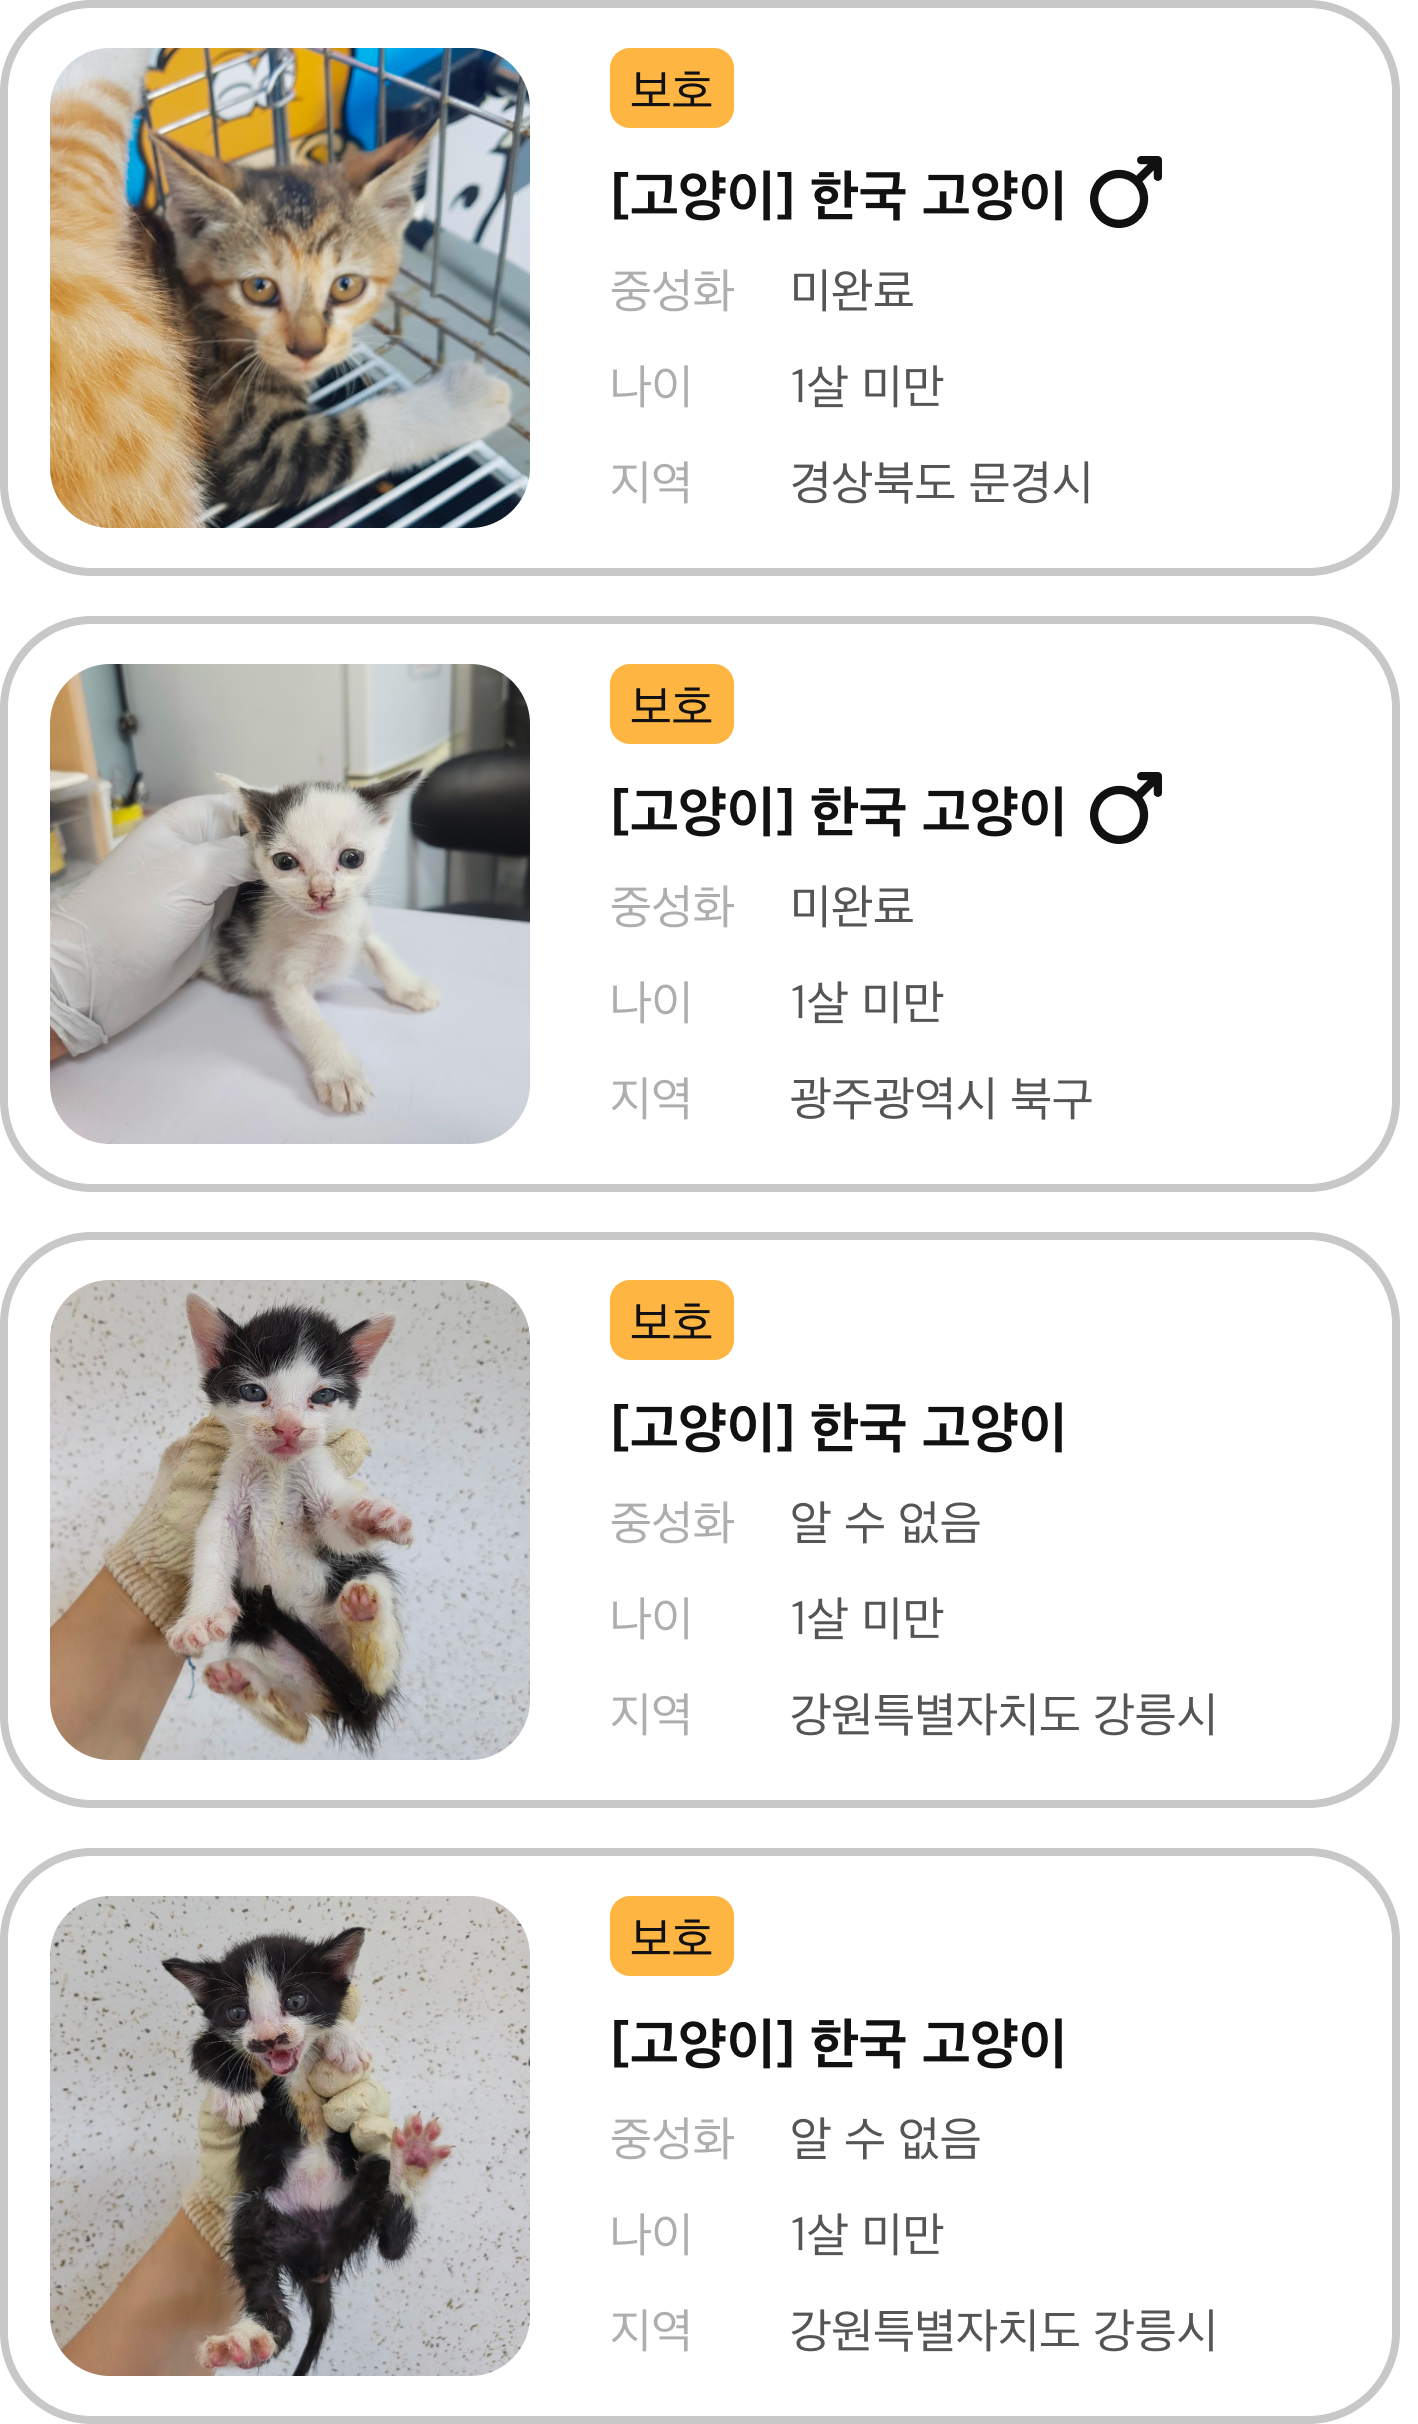 보호
[고양이] 한국 고양이
중성화 미완료
나이 1살 미만
지역 경상북도 문경시
보호
[고양이] 한국 고양이
중성화 미완료
나이 1살 미만
지역 광주광역시 북구
보호
[고양이] 한국 고양이
중성화 알 수 없음
나이 1살 미만
지역 강원특별자치도 강릉시
보호
[고양이] 한국 고양이
중성화 알 수 없음
나이 1살 미만
지역 강원특별자치도 강릉시